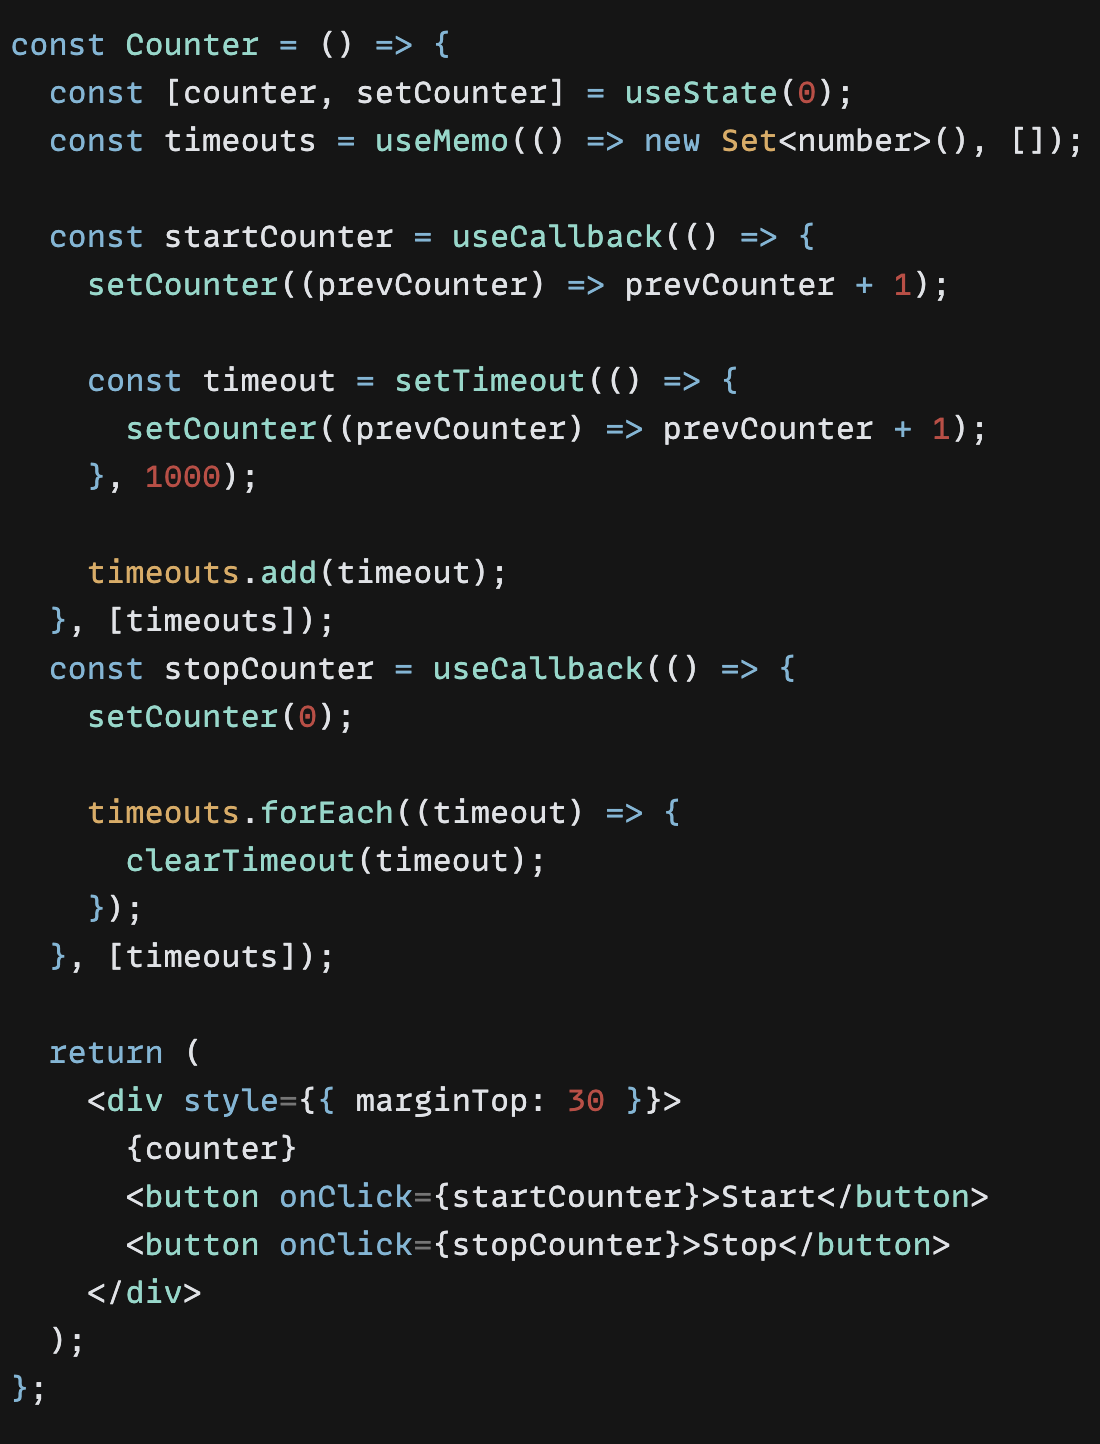 const Counter = () => {
  const [counter, setCounter] = useState(0);
  const timeouts = useMemo(() => new Set<number>(), []);

  const startCounter = useCallback(() => {
    setCounter((prevCounter) => prevCounter + 1);

    const timeout = setTimeout(() => {
      setCounter((prevCounter) => prevCounter + 1);
    }, 1000);

    timeouts.add(timeout);
  }, [timeouts]);
  const stopCounter = useCallback(() => {
    setCounter(0);

    timeouts.forEach((timeout) => {
      clearTimeout(timeout);
    });
  }, [timeouts]);

  return (
    <div style={{ marginTop: 30 }}>
      {counter}
      <button onClick={startCounter}>Start</button>
      <button onClick={stopCounter}>Stop</button>
    </div>
  );
};